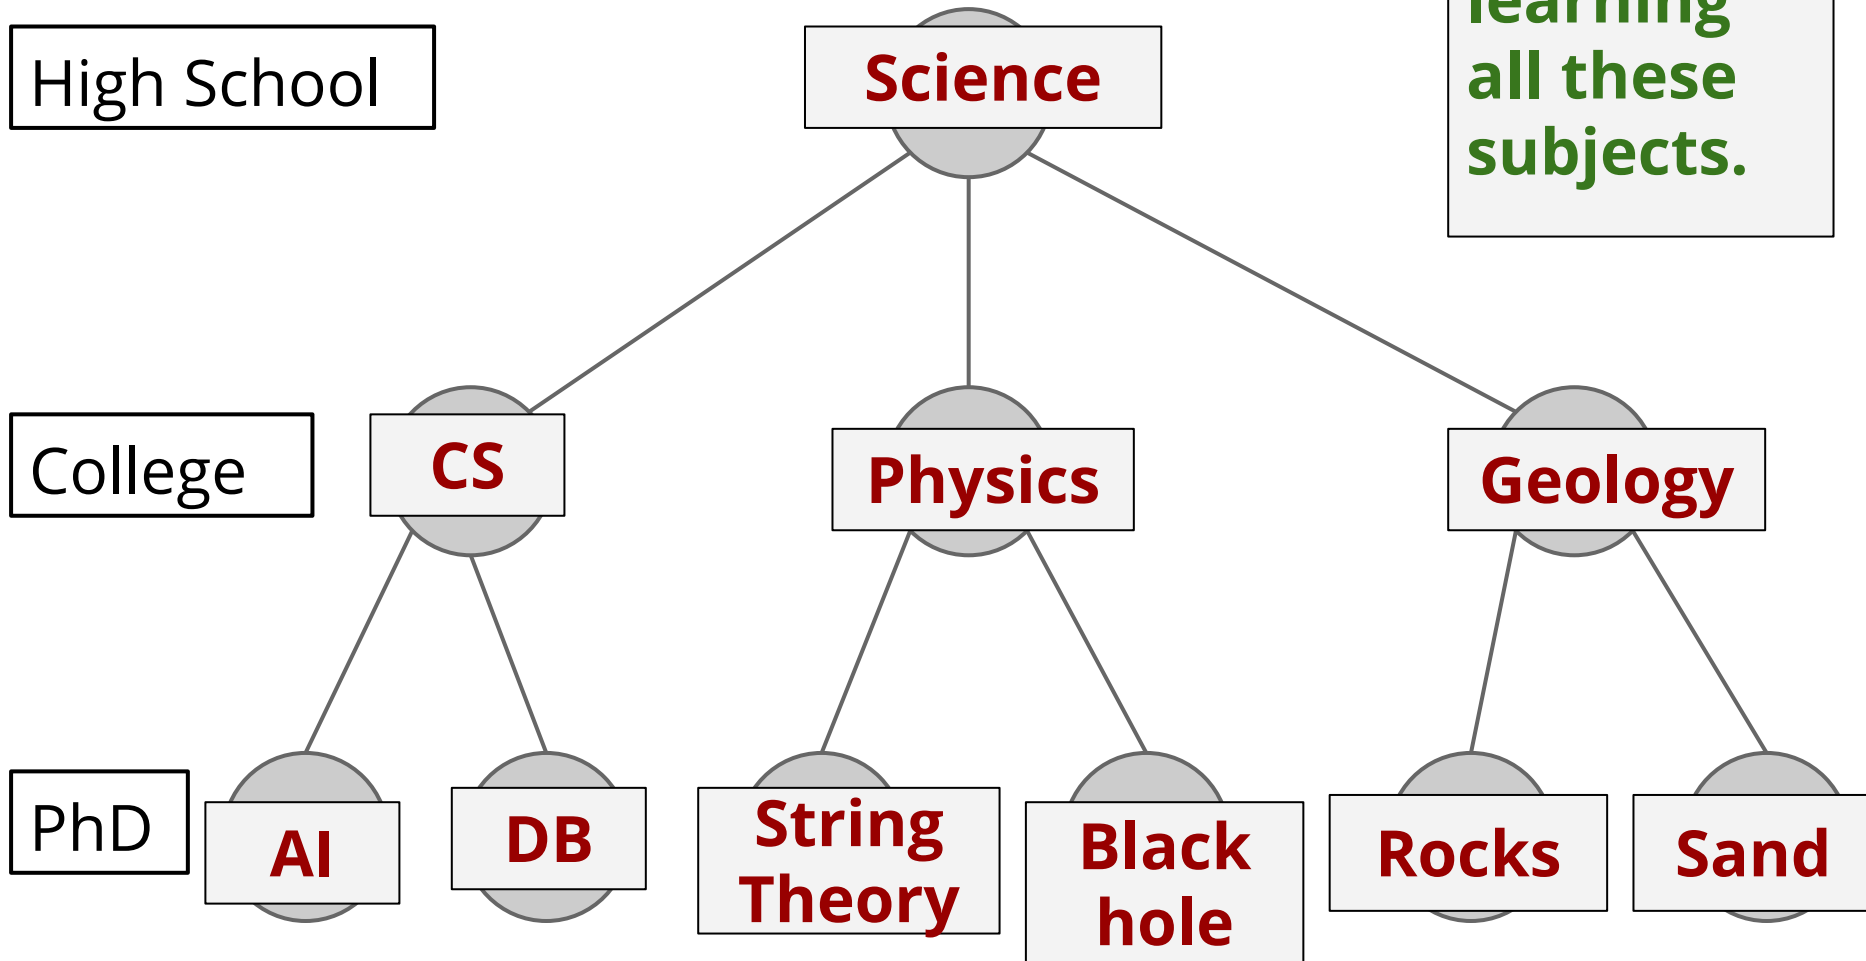 High School
Science
learning
all these
subjects.
College
CS
Physics
Geology
PhD
AI
DB
String
Theory
Black
hole
Rocks
Sand